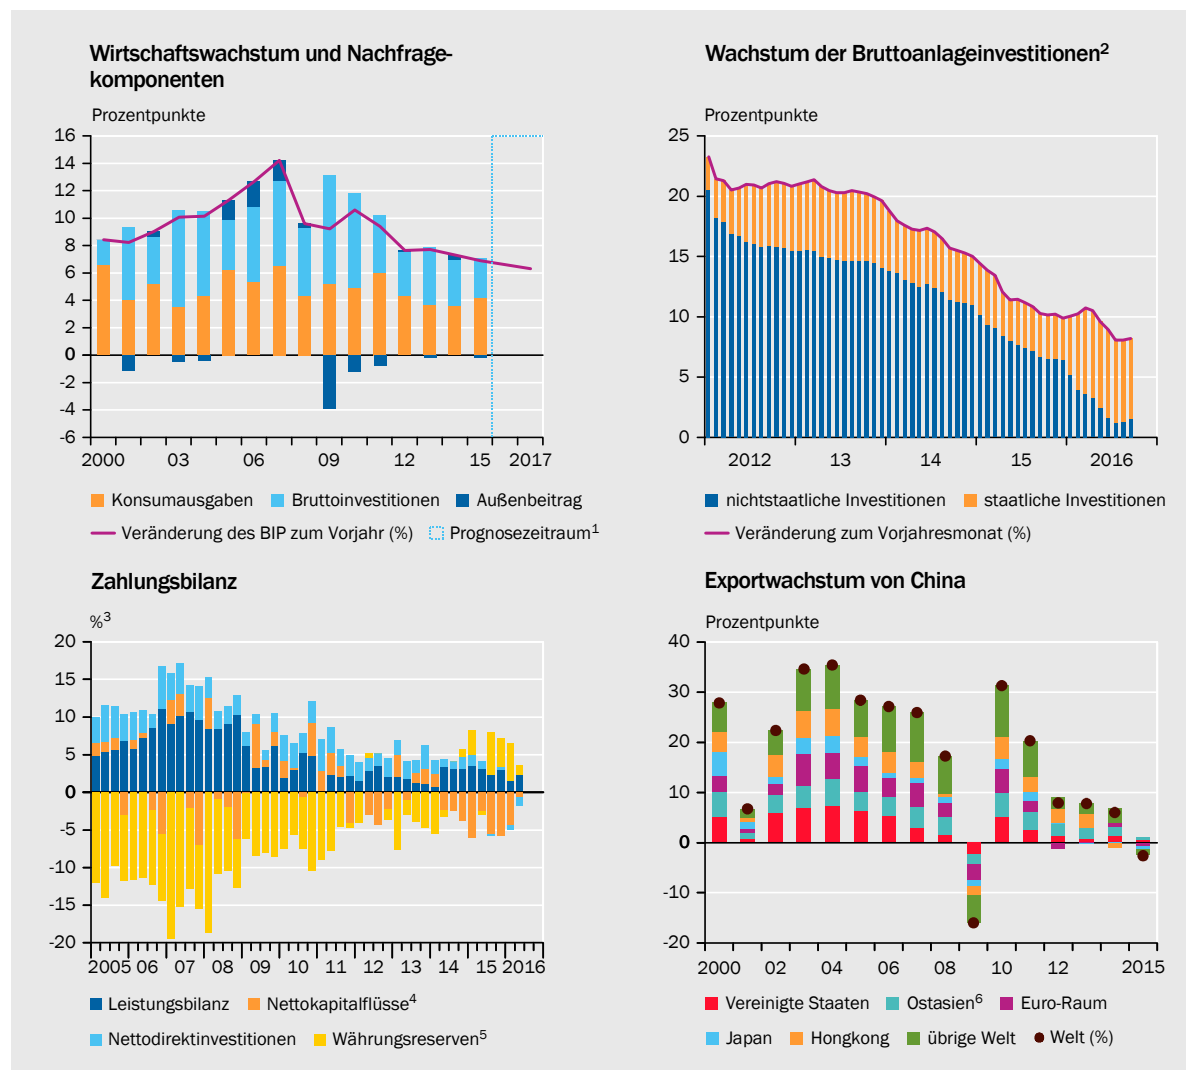 Wirtschaftswachstum und Nachfrage-
komponenten
Prozentpunkte
16
14
12
10
8
6
4
2
0
-2
-4
-6
2000 03 06 09 12 15 2017
Konsumausgaben Bruttoinvestitionen Außenbeitrag
Veränderung des BIP zum Vorjahr (%) Prognosezeitraum¹
Wachstum der Bruttoanlageinvestitionen²
Prozentpunkte
25
20
15
10
5
0
2012 13 14 15 2016
nichtstaatliche Investitionen staatliche Investitionen
Veränderung zum Vorjahresmonat (%)
Zahlungsbilanz
%³
20
15
10
5
0
-5
-10
-15
-20
2005 06 07 08 09 10 11 12 13 14 15 2016
Leistungsbilanz Nettokapitalflüsse⁴
Nettodirektinvestitionen Währungsreserven⁵
Exportwachstum von China
Prozentpunkte
40
30
20
10
0
-10
-20
2000 02 04 06 08 10 12 2015
Vereinigte Staaten Ostasien⁶ Euro-Raum
Japan Hongkong übrige Welt Welt (%)